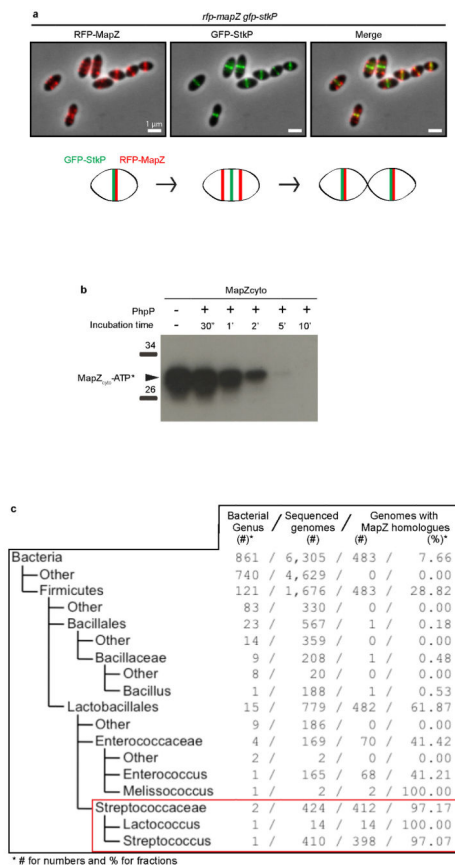 a
rfp-mapZ gfp-stkP
RFP-MapZ GFP-StkP Merge
1 μm
GFP-StkP RFP-MapZ
b
MapZcyto
PhpP - + + + + +
Incubation time - 30" 1' 2' 5' 10'
34
MapZcyto-ATP*
26
c
Bacterial / Sequenced / Genomes with
Genus genomes MapZ homologues
(#)* (#) (#) (%)*
Bacteria 861 / 6,305 / 483 / 7.66
Other 740 / 4,629 / 0 / 0.00
Firmicutes 121 / 1,676 / 483 / 28.82
Other 83 / 330 / 0 / 0.00
Bacillales 23 / 567 / 1 / 0.18
Other 14 / 359 / 0 / 0.00
Bacillaceae 9 / 208 / 1 / 0.48
Other 8 / 20 / 0 / 0.00
Bacillus 1 / 188 / 1 / 0.53
Lactobacillales 15 / 779 / 482 / 61.87
Other 9 / 186 / 0 / 0.00
Enterococcaceae 4 / 169 / 70 / 41.42
Other 2 / 2 / 0 / 0.00
Enterococcus 1 / 165 / 68 / 41.21
Melissococcus 1 / 2 / 2 / 100.00
Streptococcaceae 2 / 424 / 412 / 97.17
Lactococcus 1 / 14 / 14 / 100.00
Streptococcus 1 / 410 / 398 / 97.07
* # for numbers and % for fractions